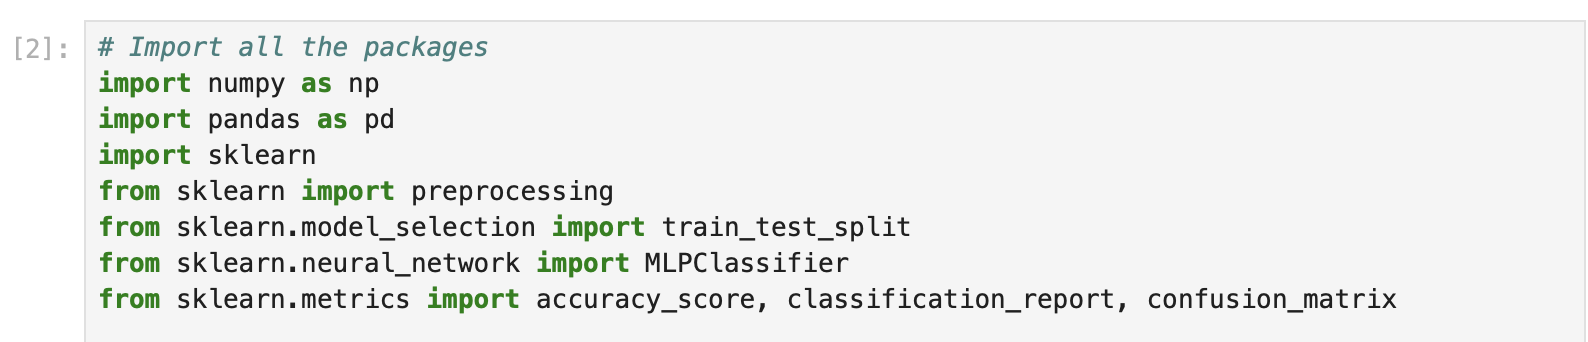 [2]: # Import all the packages
import numpy as np
import pandas as pd
import sklearn
from sklearn import preprocessing
from sklearn.model_selection import train_test_split
from sklearn.neural_network import MLPClassifier
from sklearn.metrics import accuracy_score, classification_report, confusion_matrix